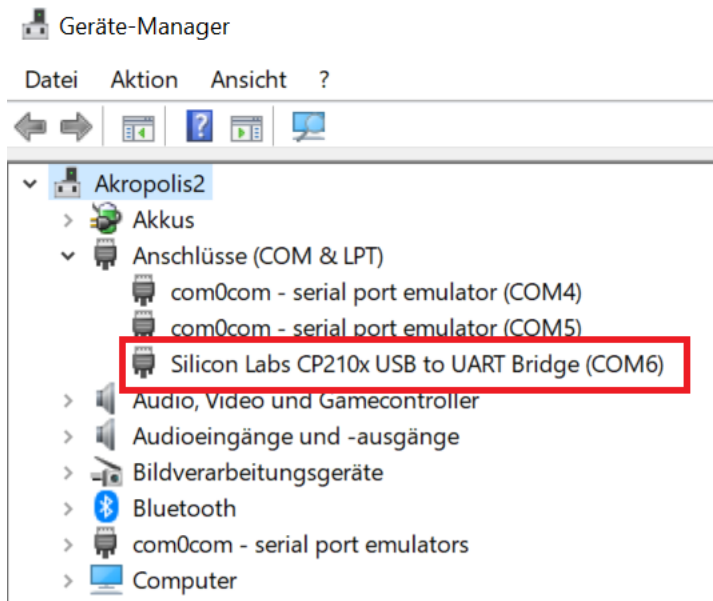 Geräte-Manager
Datei Aktion Ansicht ?
Akropolis2
Akkus
Anschlüsse (COM & LPT)
com0com - serial port emulator (COM4)
com0com - serial port emulator (COM5)
Silicon Labs CP210x USB to UART Bridge (COM6)
Audio, Video und Gamecontroller
Audioeingänge und -ausgänge
Bildverarbeitungsgeräte
Bluetooth
com0com - serial port emulators
Computer